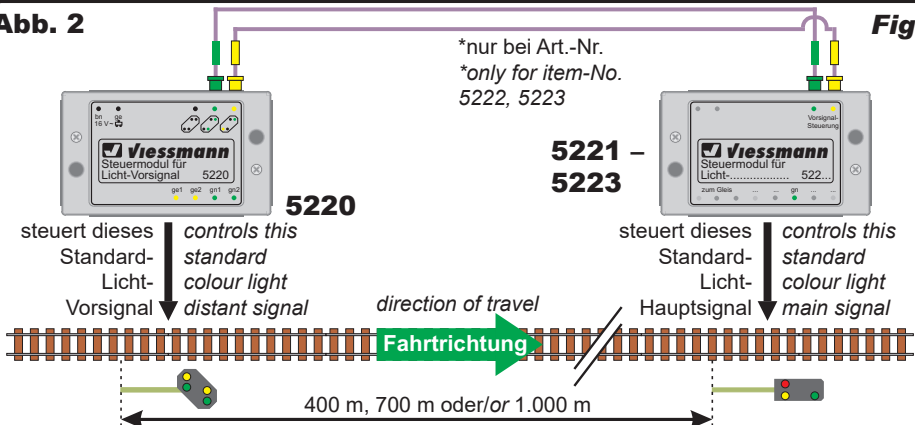 Abb. 2
Fig
*nur bei Art.-Nr.
*only for item-No.
5222, 5223
bn ge
16 V~
Viessmann
Steuermodul für
Licht-Vorsignal 5220
ge1 ge2 gn1 gn2
5220
5221 –
5223
Vorsignal-
Steuerung
Viessmann
Steuermodul für
Licht-.................. 522...
zum Gleis ... ... gn ... ...
steuert dieses
Standard-
Licht-
Vorsignal
controls this
standard
colour light
distant signal
steuert dieses
Standard-
Licht-
Hauptsignal
controls this
standard
colour light
main signal
direction of travel
Fahrtrichtung
400 m, 700 m oder/or 1.000 m